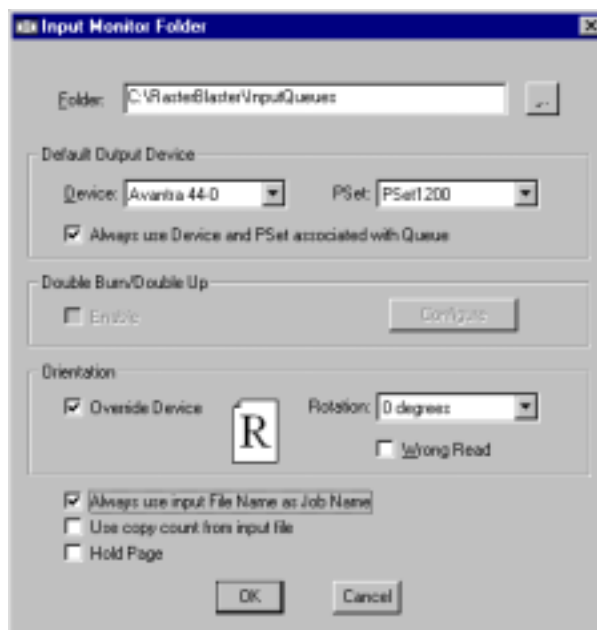 Input Monitor Folder
Folder: C:\RasterBlaster\InputQueues ...
Default Output Device
Device: Avantra 44-0 PSet: PSet1200
Always use Device and PSet associated with Queue
Double Burn/Double Up
Enable Configure
Orientation
Override Device R Rotation: 0 degrees
Wrong Read
Always use input File Name as Job Name
Use copy count from input file
Hold Page
OK Cancel